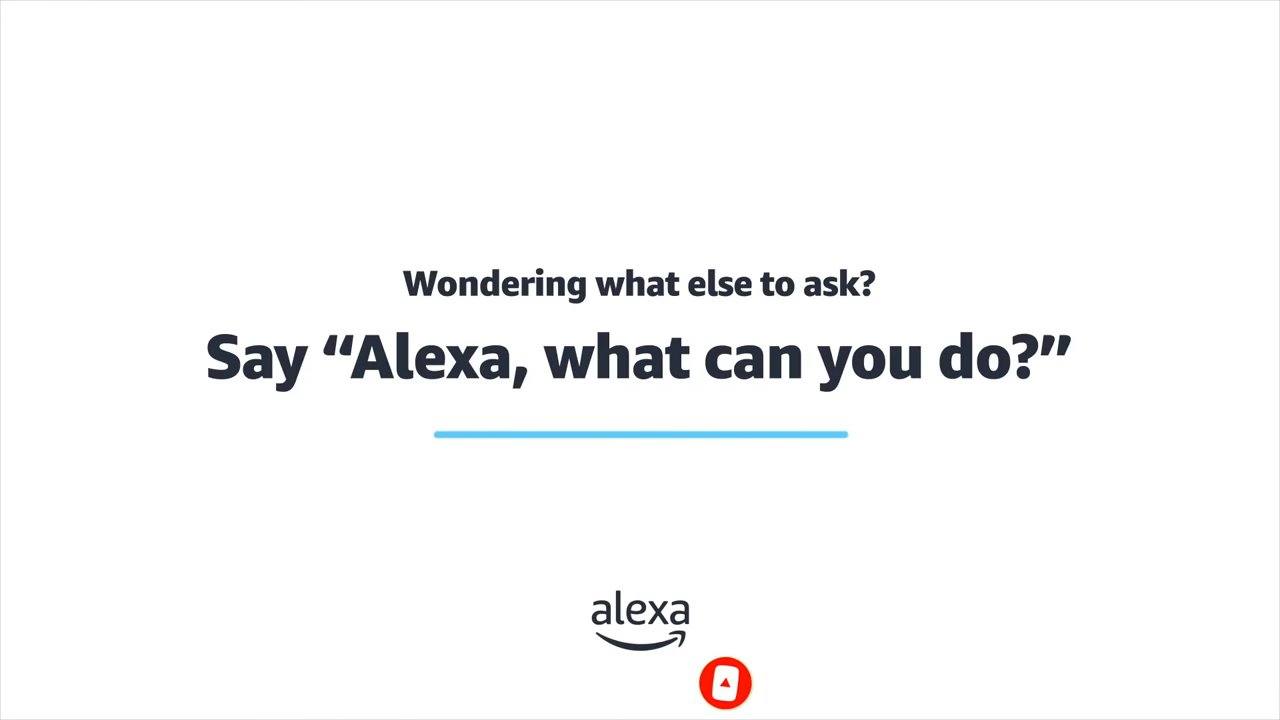 Wondering what else to ask?
Say “Alexa, what can you do?”
alexa